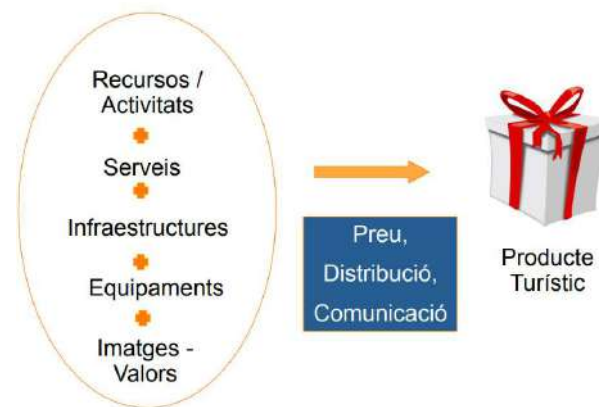 Recursos /
Activitats
Serveis
Infraestructures
Equipaments
Imatges -
Valors
Preu,
Distribució,
Comunicació
Producte
Turístic